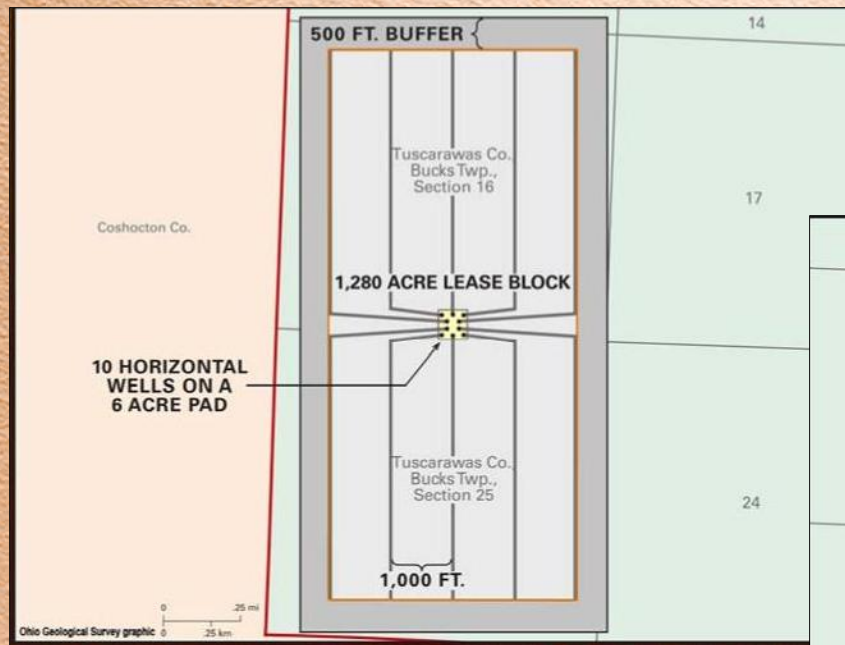 14
500 FT. BUFFER
Tuscarawas Co.,
Bucks Twp.,
Section 16
17
Coshocton Co.
1,280 ACRE LEASE BLOCK
10 HORIZONTAL
WELLS ON A
6 ACRE PAD
Tuscarawas Co.,
Bucks Twp.,
Section 25
24
1,000 FT.
0 .25 mi
Ohio Geological Survey graphic 0 .25 km